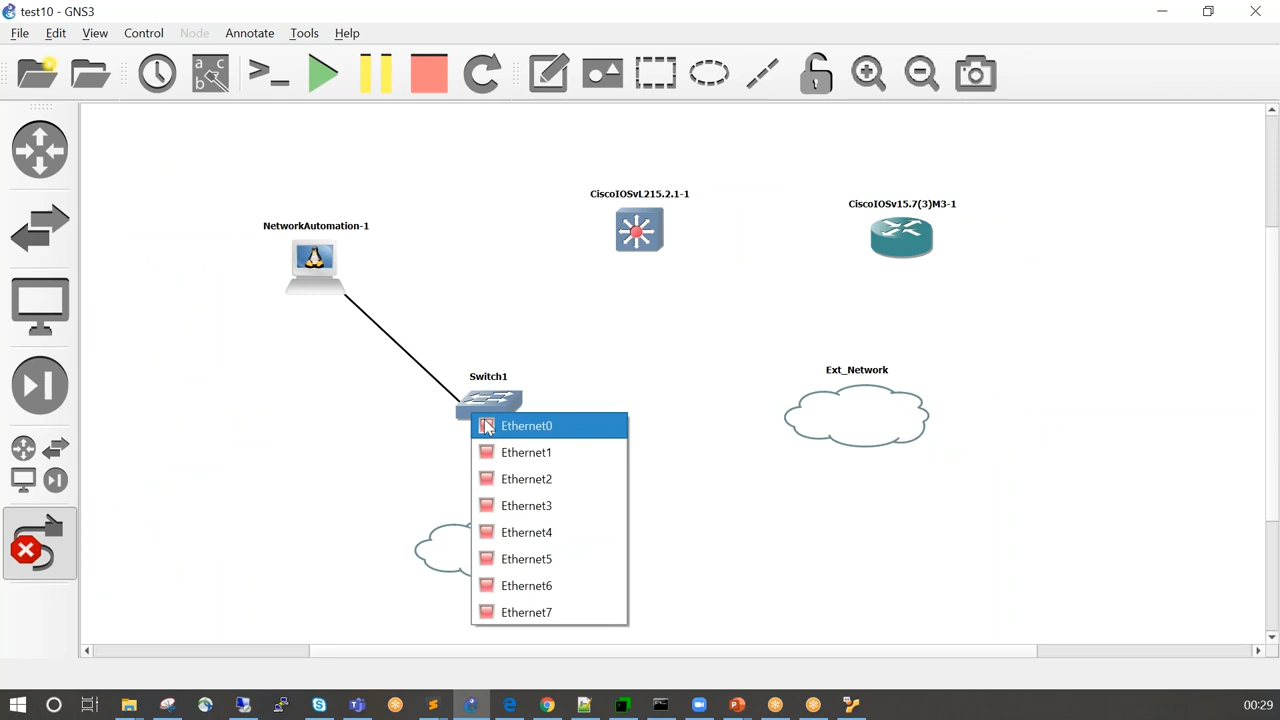 test10 - GNS3
File Edit View Control Node Annotate Tools Help
a c
b
CiscoIOSvL215.2.1-1
CiscoIOSv15.7(3)M3-1
NetworkAutomation-1
Ext_Network
Switch1
Ethernet0
Ethernet1
Ethernet2
Ethernet3
Ethernet4
Ethernet5
Ethernet6
Ethernet7
00:29